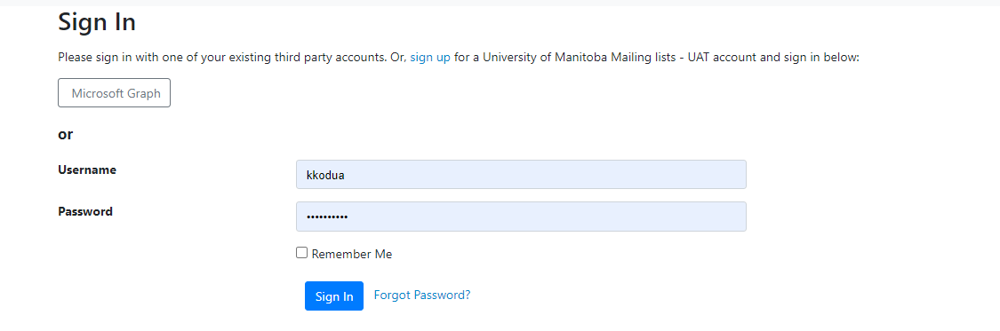 Sign In
Please sign in with one of your existing third party accounts. Or, sign up for a University of Manitoba Mailing lists - UAT account and sign in below:
Microsoft Graph
or
Username
kkodua
Password
••••••••••
Remember Me
Sign In Forgot Password?